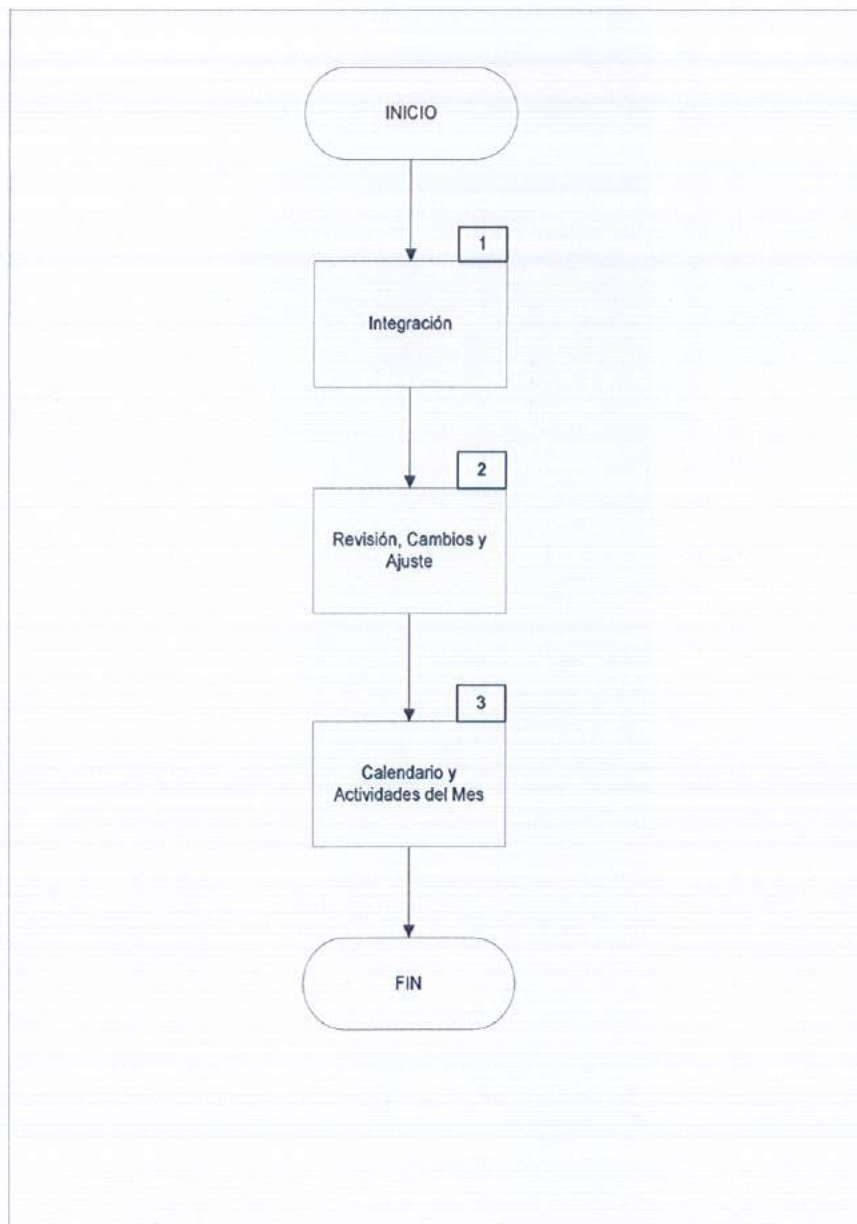 INICIO
1
Integración
2
Revisión, Cambios y
Ajuste
3
Calendario y
Actividades del Mes
FIN